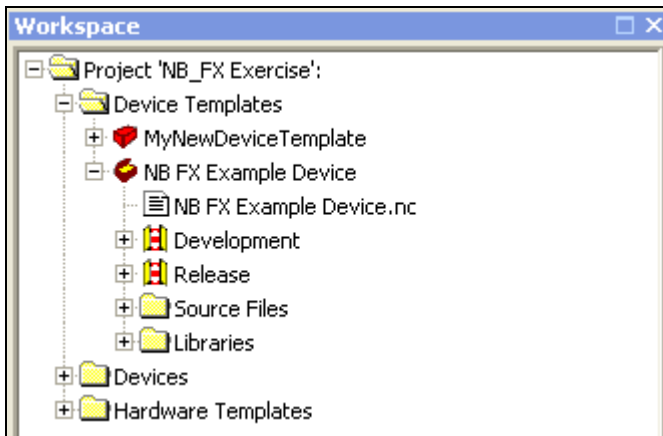 Workspace
Project 'NB_FX Exercise':
Device Templates
MyNewDeviceTemplate
NB FX Example Device
NB FX Example Device.nc
Development
Release
Source Files
Libraries
Devices
Hardware Templates